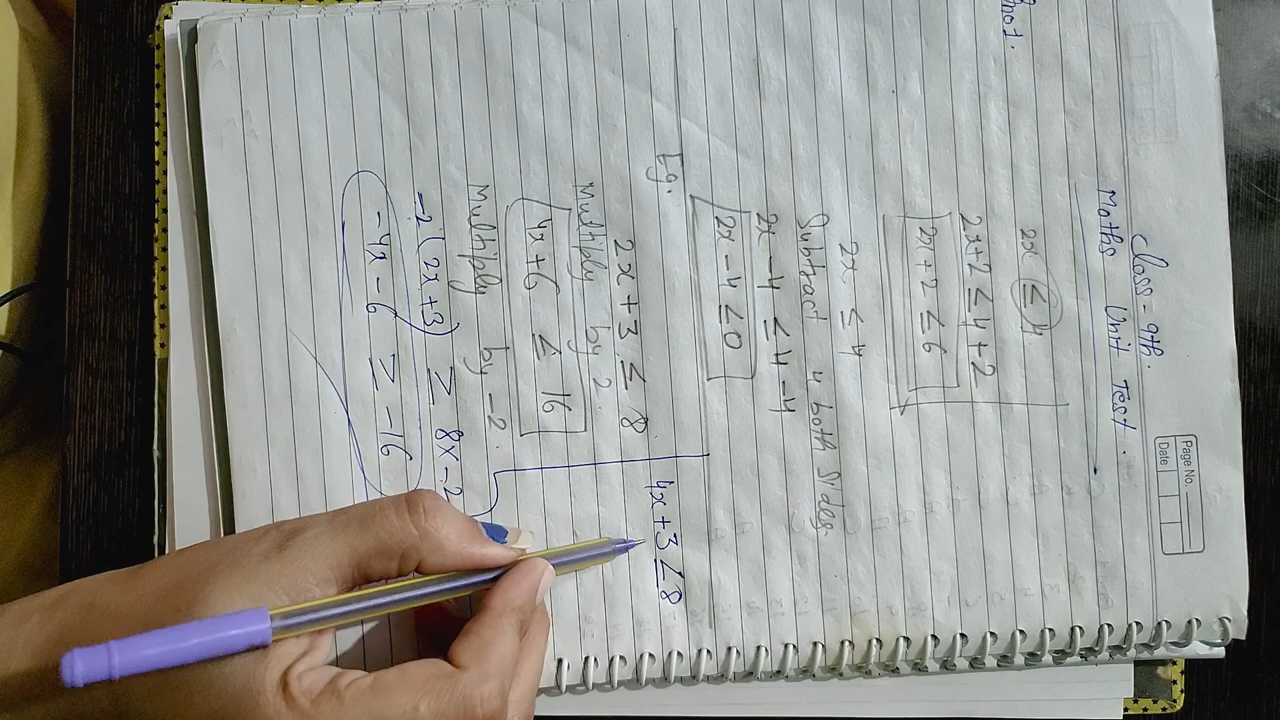 Page No.
Date
Class - 9th.
Maths Unit Test.
no 1.
2x ≤ 4
2x+2 ≤ 4+2
2x+2 ≤ 6
2x ≤ 4
Subtract 4 both sides.
2x - 4 ≤ 4 - 4
2x - 4 ≤ 0
Eg.
2x + 3 ≤ 8
Multiply by 2.
4x+6 ≤ 16
Multiply by -2.
-2(2x+3) ≥ 8x-2
-4x-6 ≥ -16
4x+3 ≤ 8